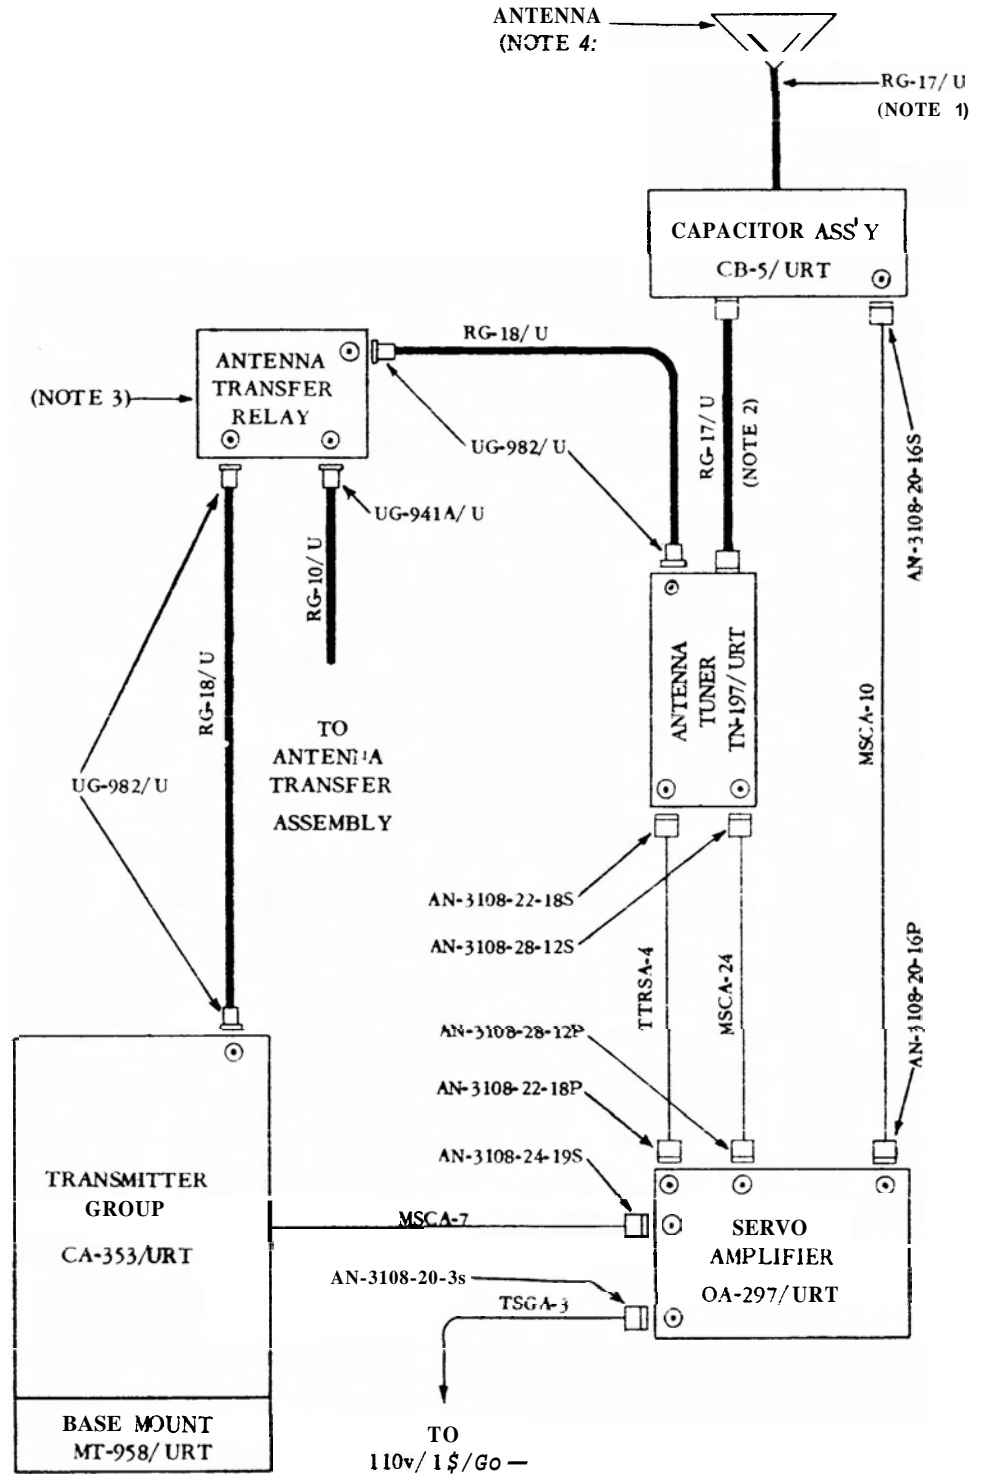 ANTENNA
(NOTE 4:
RG-17/U
(NOTE 1)
CAPACITOR ASS'Y
CB-5/URT
RG-18/U
ANTENNA
TRANSFER
RELAY
(NOTE 3)
UG-982/U
RG-17/U
(NOTE 2)
AN-3108-20-16S
UG-941A/U
RG-10/U
RG-18/U
ANTENNA
TUNER
TN-197/URT
MSCA-10
TO
ANTENNA
TRANSFER
ASSEMBLY
UG-982/U
AN-3108-22-18S
AN-3108-28-12S
TTRSA-4
MSCA-24
AN-3108-20-16P
AN-3108-28-12P
AN-3108-22-18P
AN-3108-24-19S
TRANSMITTER
GROUP
CA-353/URT
MSCA-7
SERVO
AMPLIFIER
OA-297/URT
AN-3108-20-3s
TSGA-3
BASE MOUNT
MT-958/URT
TO
110v/1$/Go —